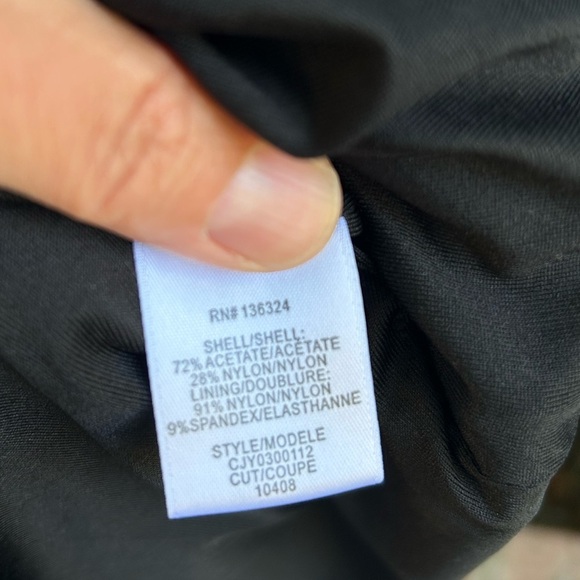 RN# 136324
SHELL/SHELL:
72% ACETATE/ACÉTATE
28% NYLON/NYLON
LINING/DOUBLURE:
91% NYLON/NYLON
9%SPANDEX/ELASTHANNE
STYLE/MODELE
CJY0300112
CUT/COUPE
10408